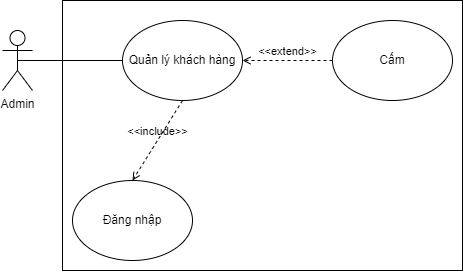 Quản lý khách hàng
<<extend>>
Cấm
Admin
<<include>>
Đăng nhập